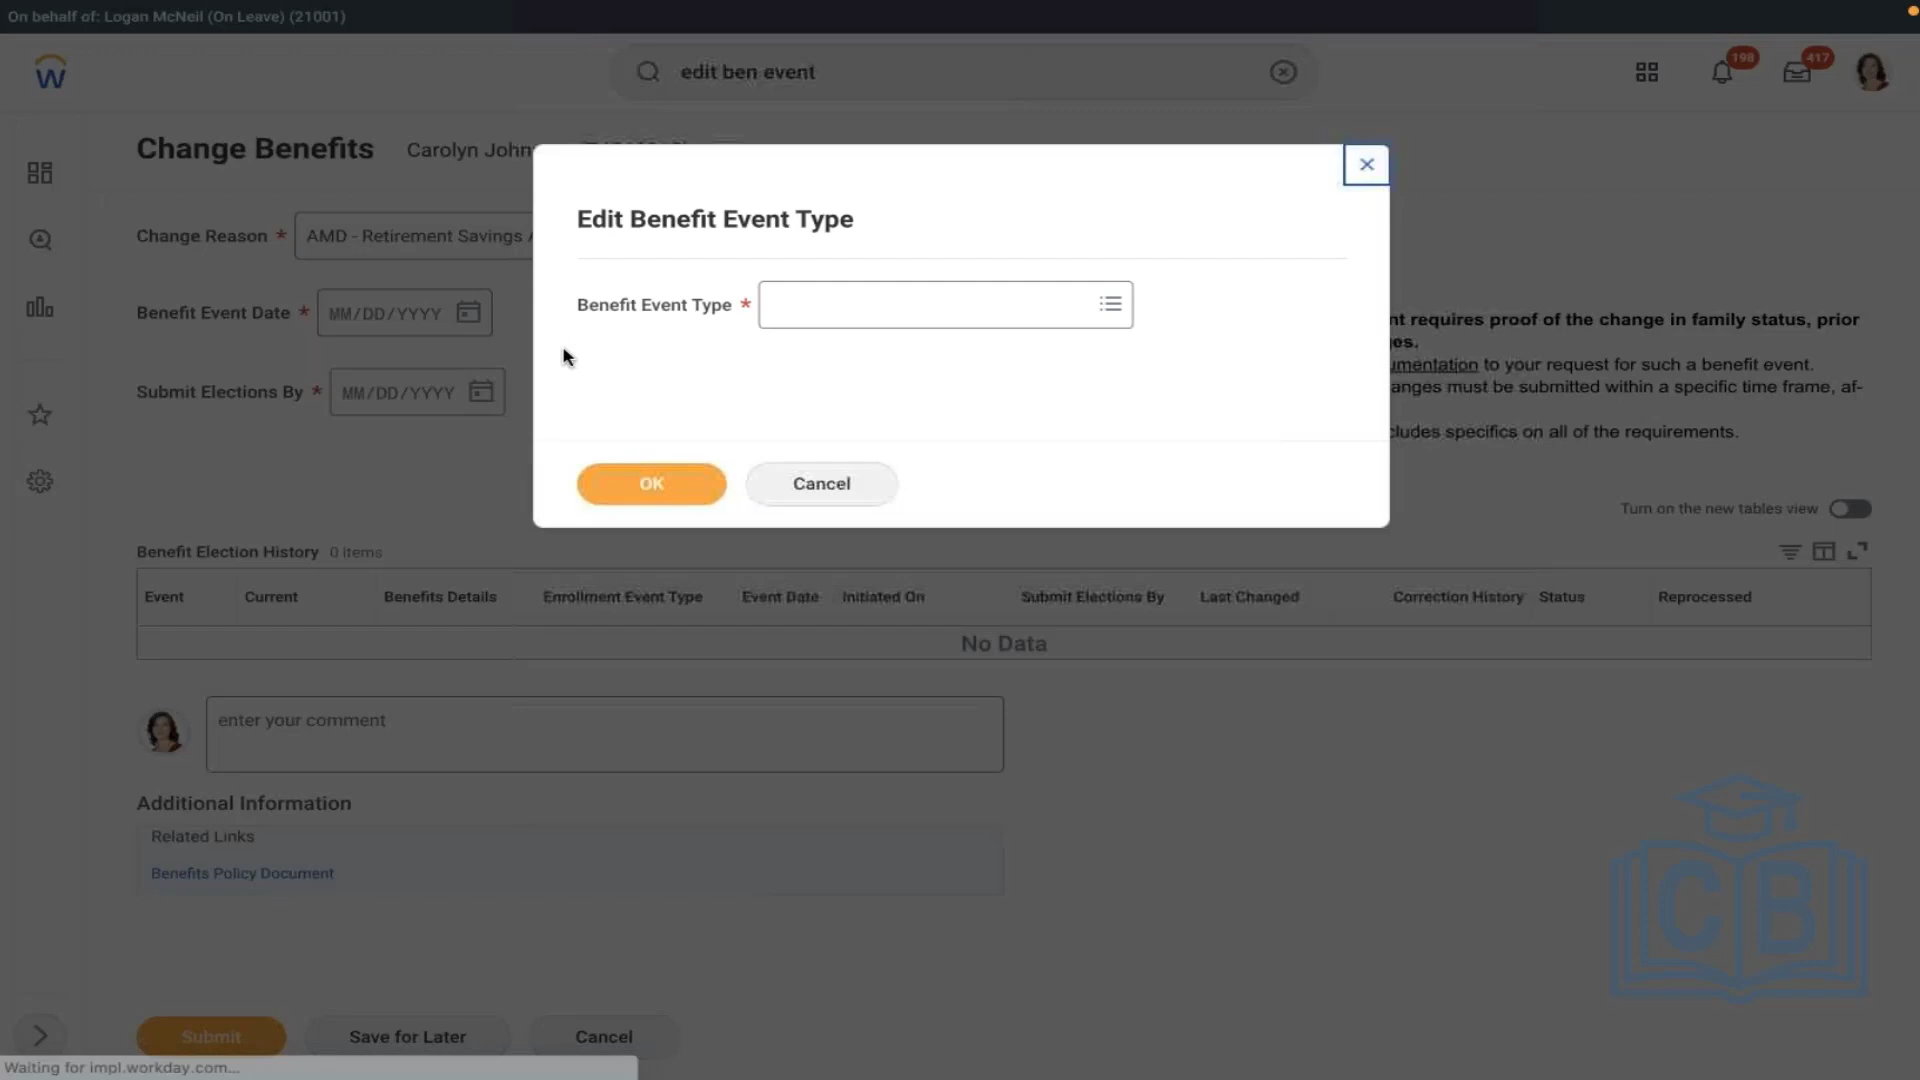 On behalf of: Logan McNeil (On Leave) (21001)
W
edit ben event
198
417
Change Benefits
Carolyn John
Edit Benefit Event Type
Change Reason *
AMD - Retirement Savings
Benefit Event Type *
Benefit Event Date *
MM/DD/YYYY
nt requires proof of the change in family status, prior
es.
umentation to your request for such a benefit event.
anges must be submitted within a specific time frame, af-
Submit Elections By *
MM/DD/YYYY
cludes specifics on all of the requirements.
OK
Cancel
Turn on the new tables view
Benefit Election History 0 items
Event
Current
Benefits Details
Enrollment Event Type
Event Date
Initiated On
Submit Elections By
Last Changed
Correction History
Status
Reprocessed
No Data
enter your comment
Additional Information
Related Links
Benefits Policy Document
CB
Submit
Save for Later
Cancel
Waiting for impl.workday.com...